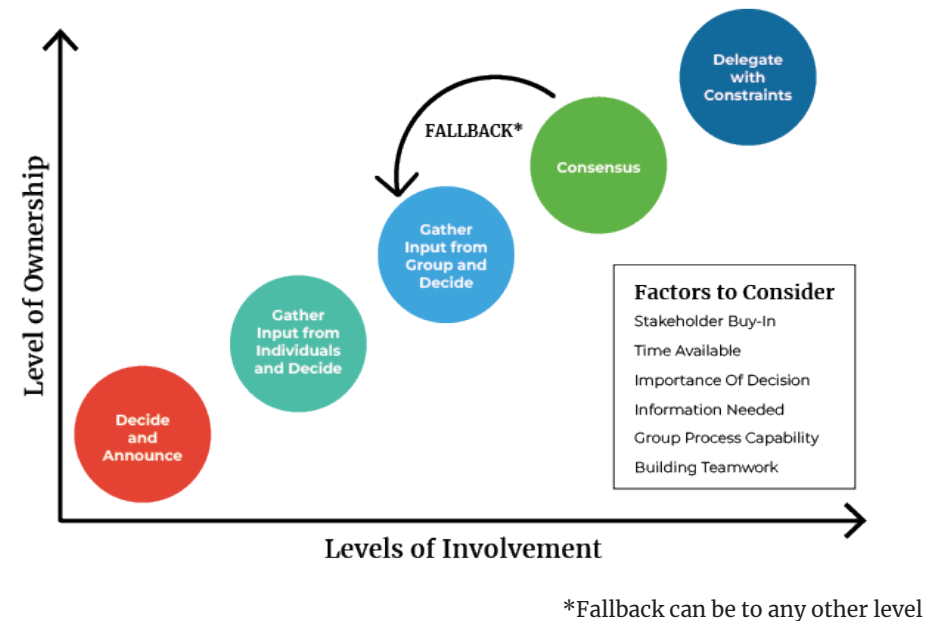 Level of Ownership
Delegate
with
Constraints
FALLBACK*
Consensus
Gather
Input from
Group and
Decide
Gather
Input from
Individuals
and Decide
Decide
and
Announce
Factors to Consider
Stakeholder Buy-In
Time Available
Importance Of Decision
Information Needed
Group Process Capability
Building Teamwork
Levels of Involvement
*Fallback can be to any other level